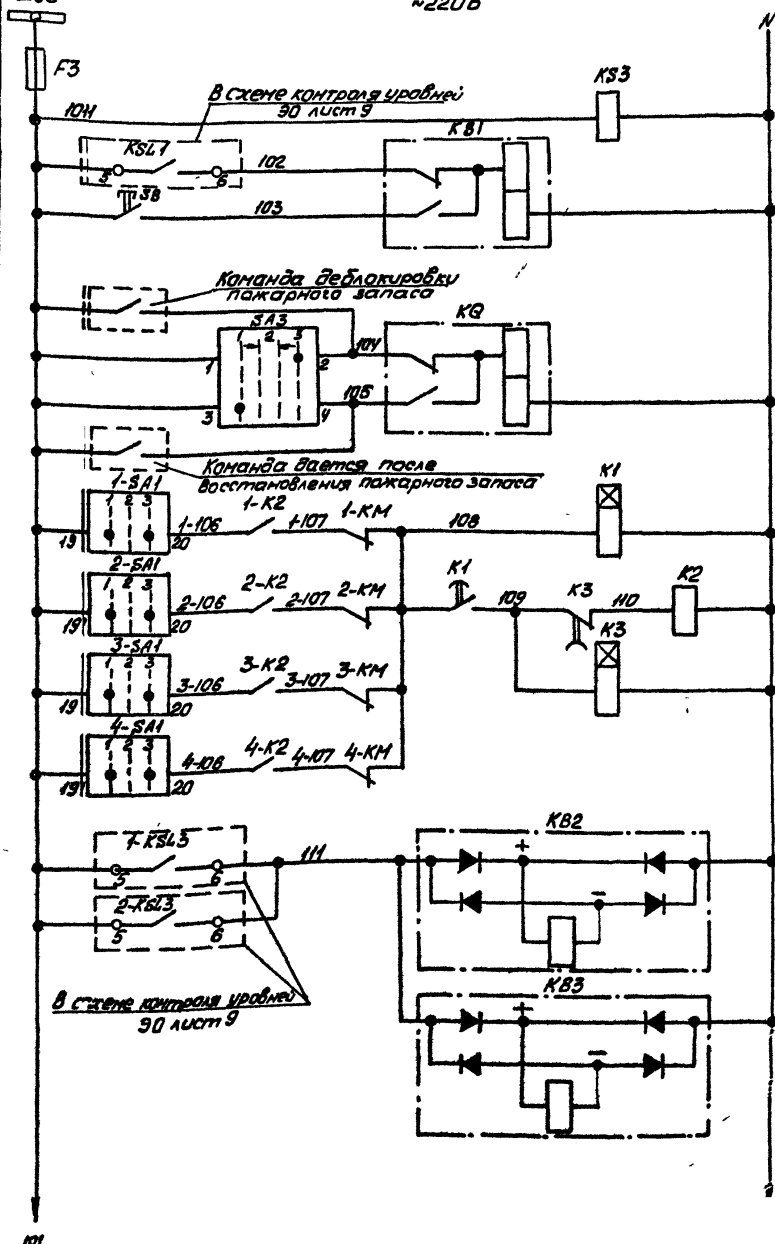 ~220В
N
F3
KS3
1011
В схеме контроля уровней
ЭО лист 9
KSL1
5 6
102
KB1
SB
103
Команда деблокировки
пожарного запаса
SA3
1 2 3
1 2
3 4
104
105
KQ
Команда дается после
восстановления пожарного запаса
1-SA1
1 2 3
19 20
1-106 1-K2 1-107 1-KM
108
K1
2-SA1
1 2 3
19 20
2-106 2-K2 2-107 2-KM
K1
109
K3
110
K2
K3
3-SA1
1 2 3
19 20
3-106 3-K2 3-107 3-KM
4-SA1
1 2 3
19 20
4-106 4-K2 4-107 4-KM
1-KSL3
5 6
111
KB2
+ −
2-KSL3
5 6
В схеме контроля уровней
ЭО лист 9
KB3
+ −
101